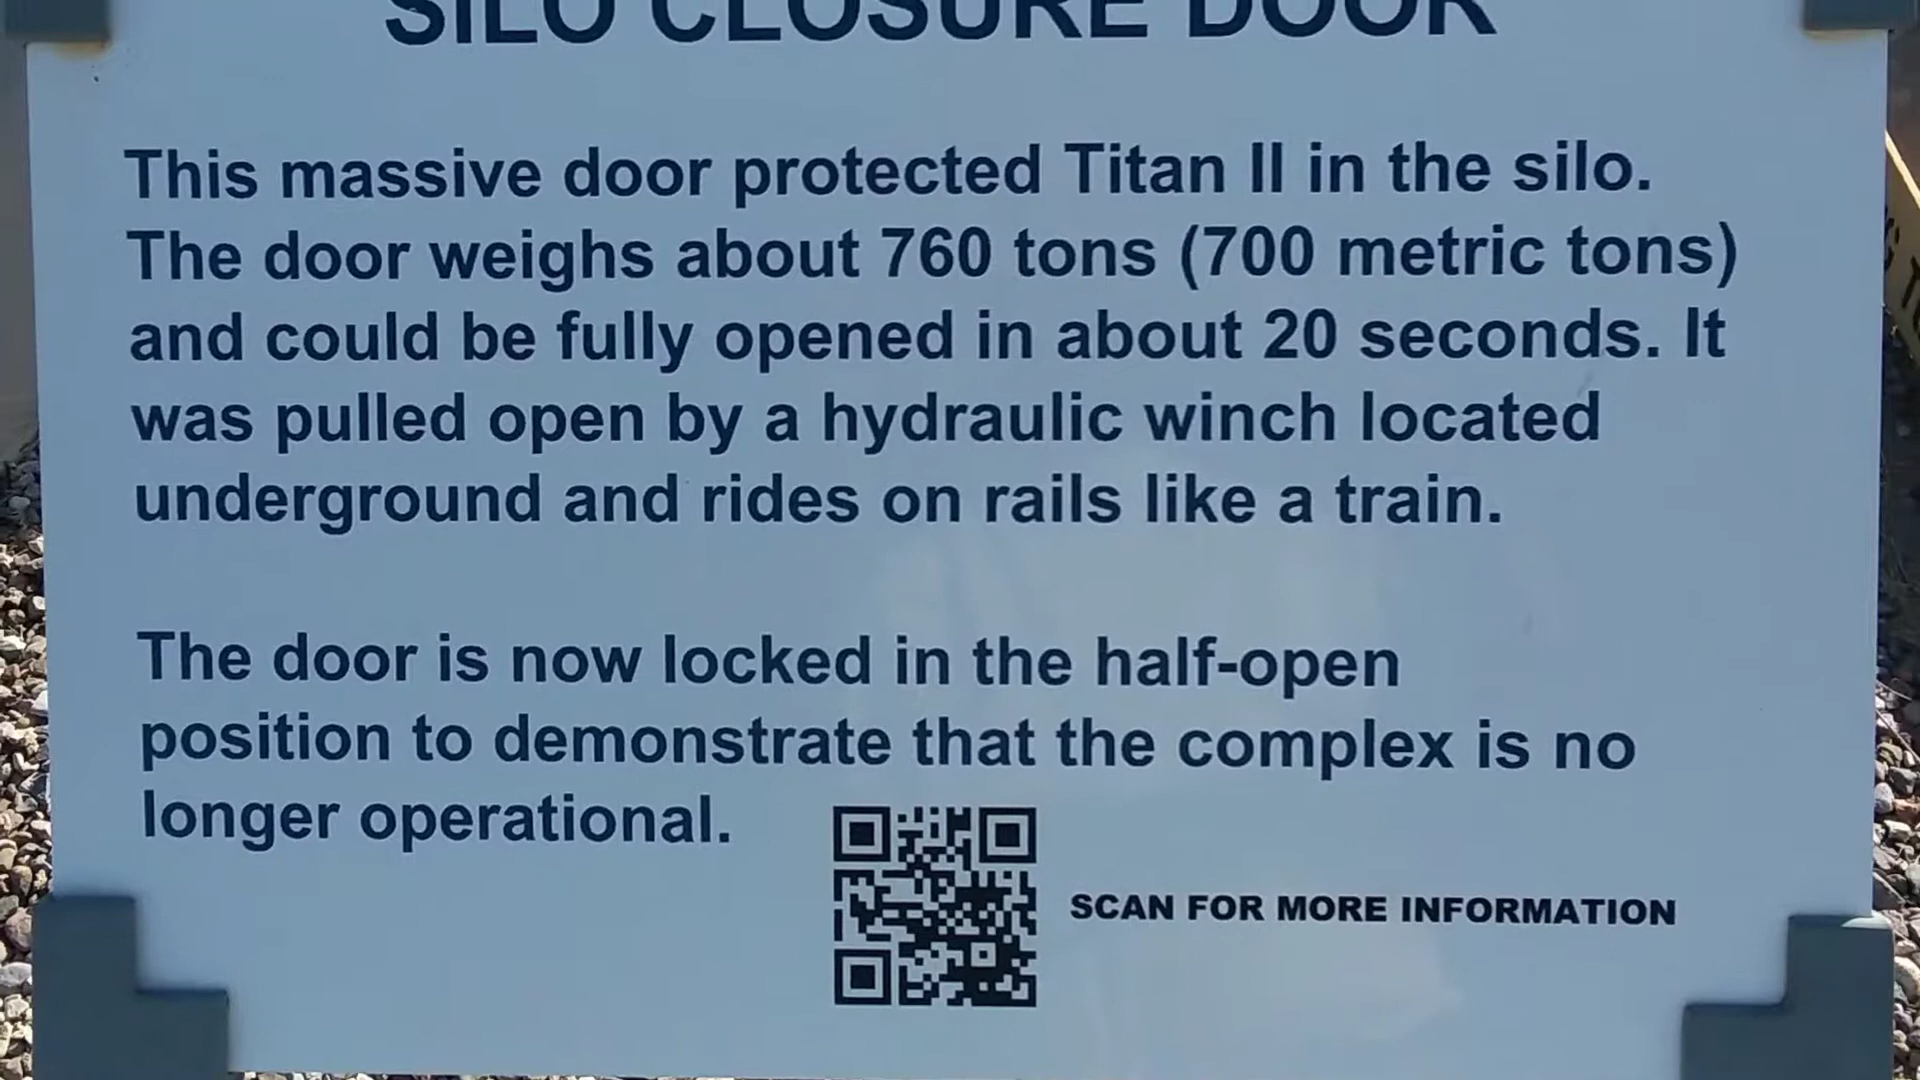 SILO CLOSURE DOOR
This massive door protected Titan II in the silo.
The door weighs about 760 tons (700 metric tons)
and could be fully opened in about 20 seconds. It
was pulled open by a hydraulic winch located
underground and rides on rails like a train.
The door is now locked in the half-open
position to demonstrate that the complex is no
longer operational.
SCAN FOR MORE INFORMATION